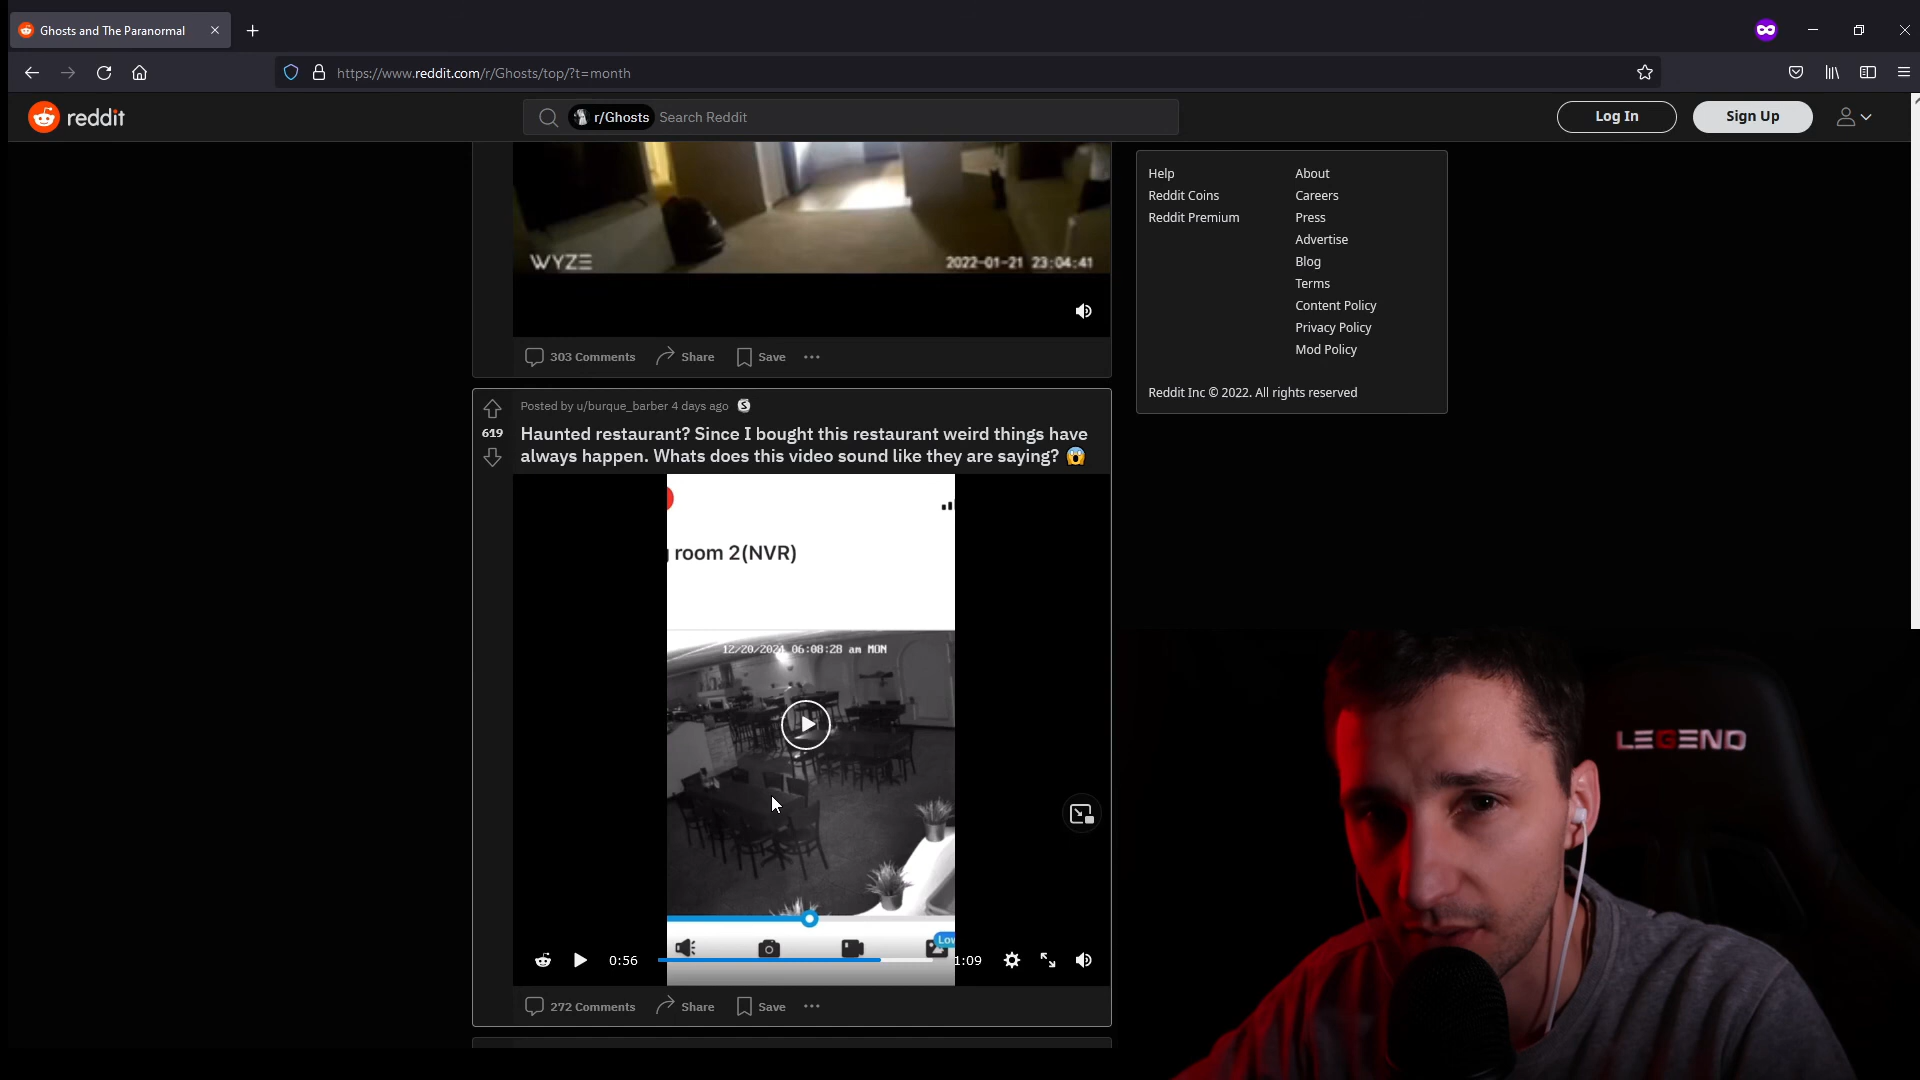 Ghosts and The Paranormal
https://www.reddit.com/r/Ghosts/top/?t=month
reddit
r/Ghosts Search Reddit
Log In
Sign Up
WYZE
2022-01-21 23:04:41
303 Comments
Share
Save
Help
About
Reddit Coins
Careers
Reddit Premium
Press
Advertise
Blog
Terms
Content Policy
Privacy Policy
Mod Policy
Reddit Inc © 2022. All rights reserved
Posted by u/burque_barber 4 days ago
619
Haunted restaurant? Since I bought this restaurant weird things have
always happen. Whats does this video sound like they are saying? 😱
room 2(NVR)
12/20/2021 06:08:28 am MON
Low
0:56
1:09
272 Comments
Share
Save
LEGEND